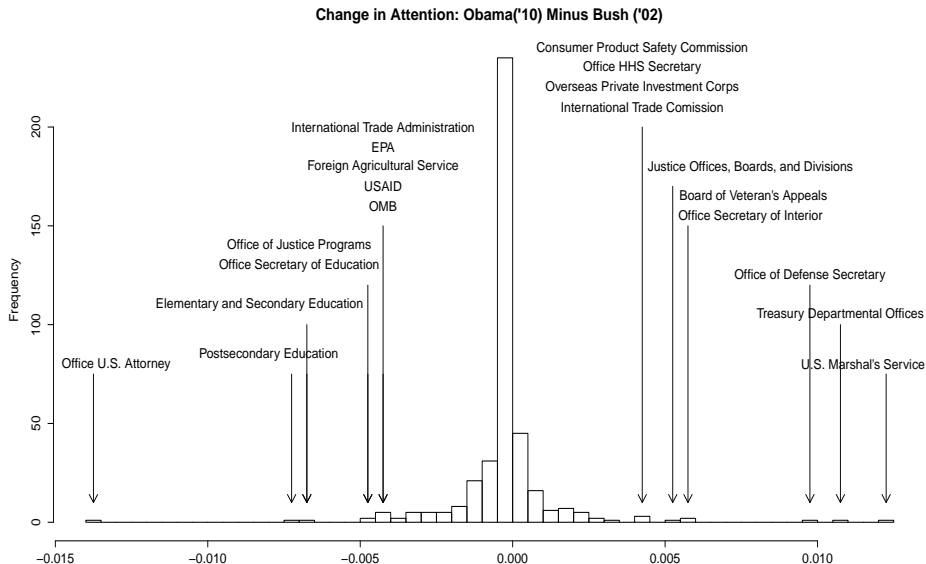 Change in Attention: Obama('10) Minus Bush ('02)
Consumer Product Safety Commission
Office HHS Secretary
Overseas Private Investment Corps
International Trade Comission
International Trade Administration
EPA
Foreign Agricultural Service
USAID
OMB
Justice Offices, Boards, and Divisions
Board of Veteran's Appeals
Office Secretary of Interior
Office of Justice Programs
Office Secretary of Education
Office of Defense Secretary
Elementary and Secondary Education
Treasury Departmental Offices
Postsecondary Education
Office U.S. Attorney
U.S. Marshal's Service
Frequency
200
150
100
50
0
−0.015
−0.010
−0.005
0.000
0.005
0.010